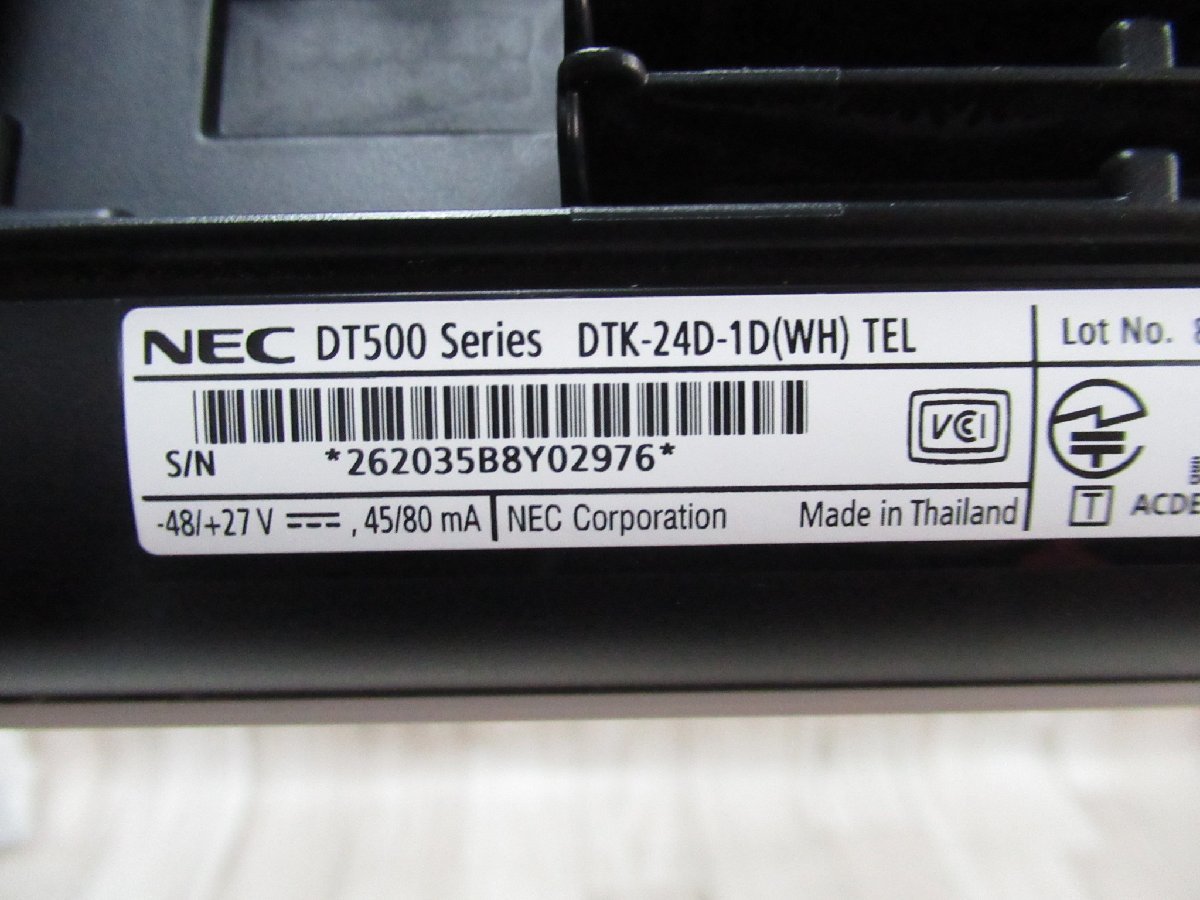 NEC DT500 Series DTK-24D-1D(WH) TEL
Lot No.
S/N *262035B8Y02976*
VCI
-48/+27 V ⎓ , 45/80 mA
NEC Corporation
Made in Thailand
T